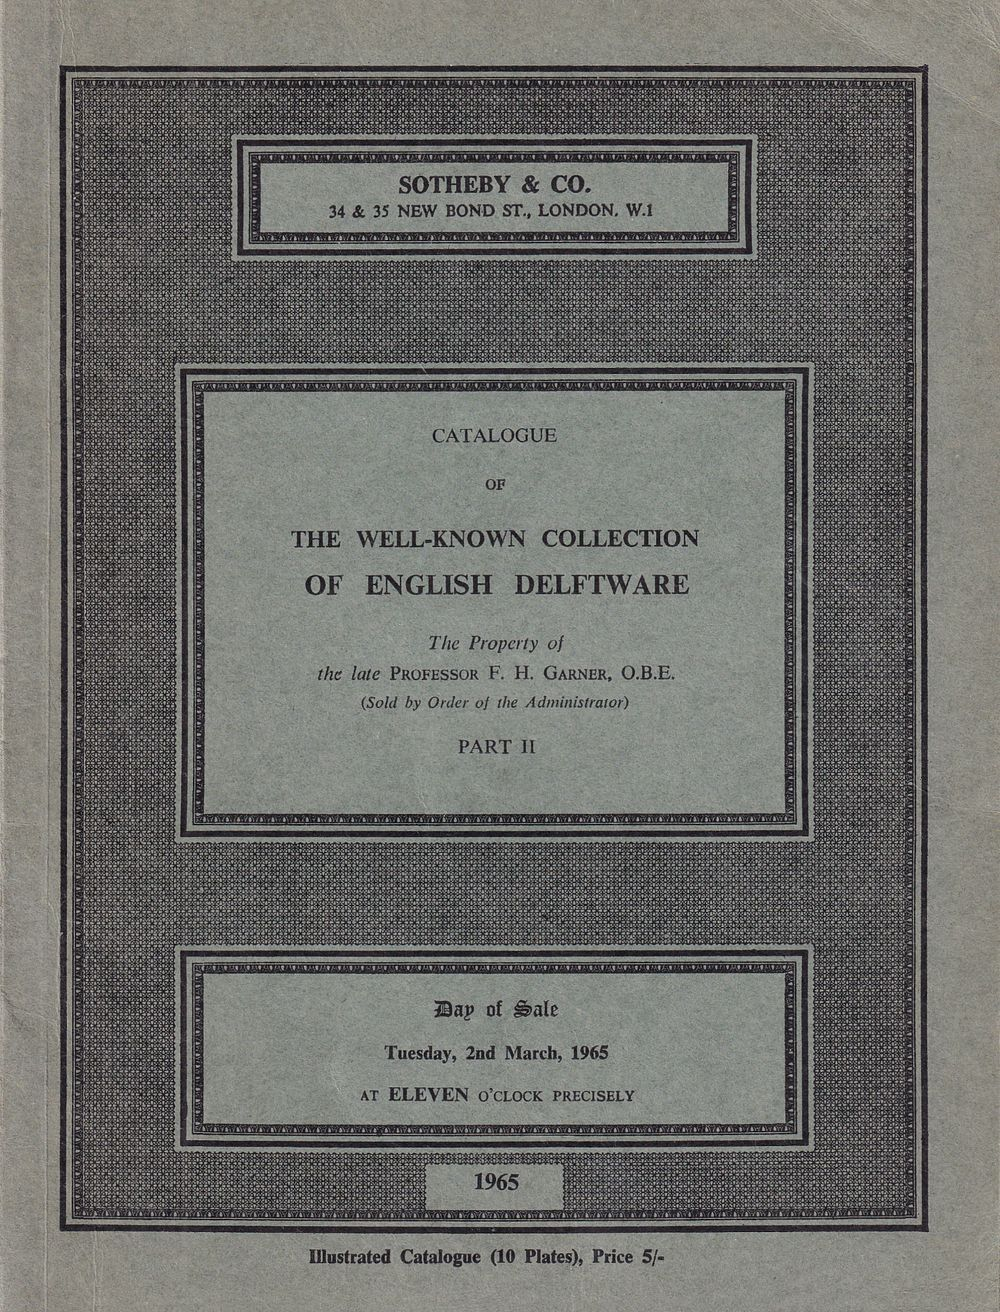 SOTHEBY & CO.
34 & 35 NEW BOND ST., LONDON, W.1
CATALOGUE
OF
THE WELL-KNOWN COLLECTION
OF ENGLISH DELFTWARE
The Property of
the late PROFESSOR F. H. GARNER, O.B.E.
(Sold by Order of the Administrator)
PART II
Day of Sale
Tuesday, 2nd March, 1965
AT ELEVEN O'CLOCK PRECISELY
1965
Illustrated Catalogue (10 Plates), Price 5/-